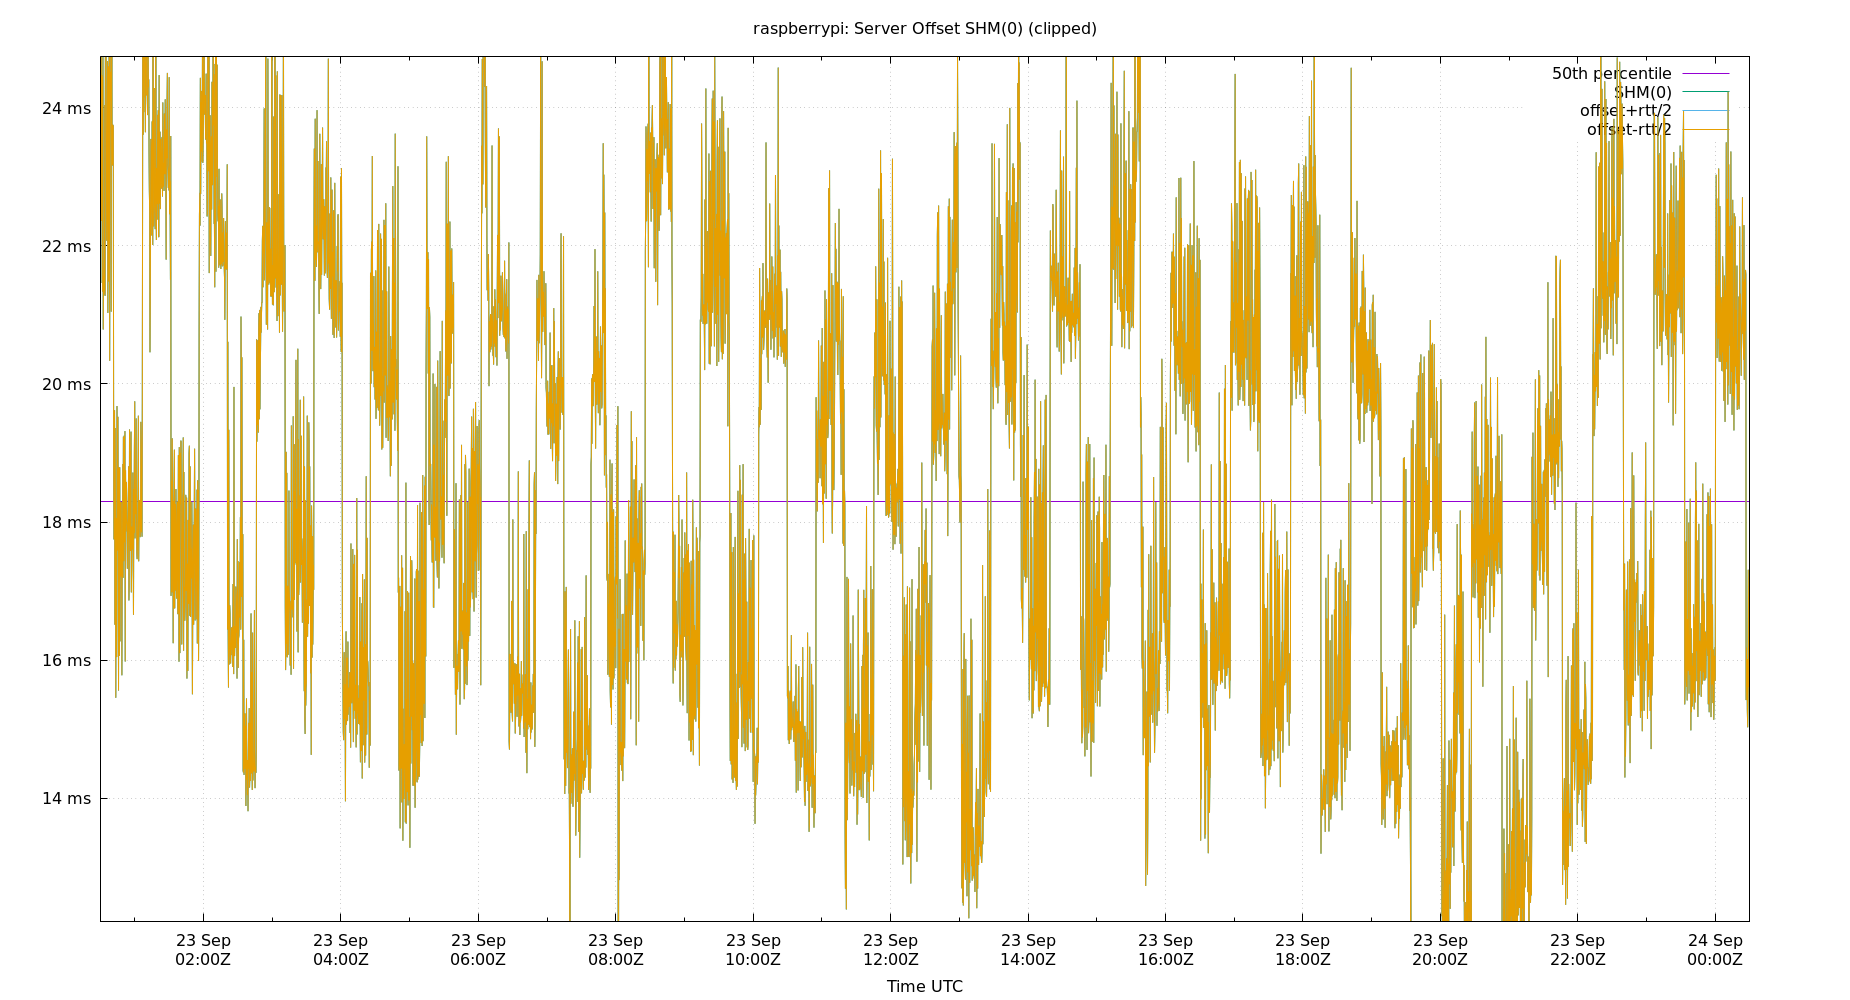 raspberrypi: Server Offset SHM(0) (clipped)
50th percentile
SHM(0)
offset+rtt/2
offset-rtt/2
24 ms
22 ms
20 ms
18 ms
16 ms
14 ms
23 Sep 23 Sep 23 Sep 23 Sep 23 Sep 23 Sep 23 Sep 23 Sep 23 Sep 23 Sep 23 Sep 24 Sep
02:00Z 04:00Z 06:00Z 08:00Z 10:00Z 12:00Z 14:00Z 16:00Z 18:00Z 20:00Z 22:00Z 00:00Z
Time UTC